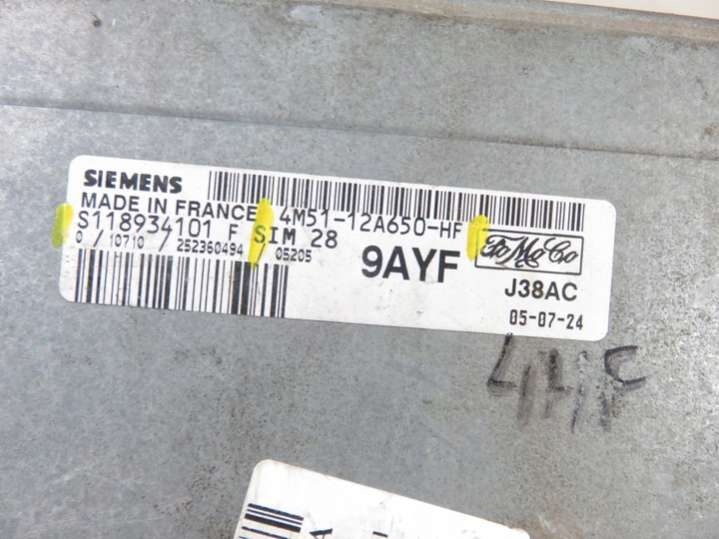 SIEMENS
MADE IN FRANCE 4M51-12A650-HF
S118934101 F SIM 28
0 / 10710 / 252360494 / 05205
9AYF
FoMoCo
J38AC
05-07-24
A